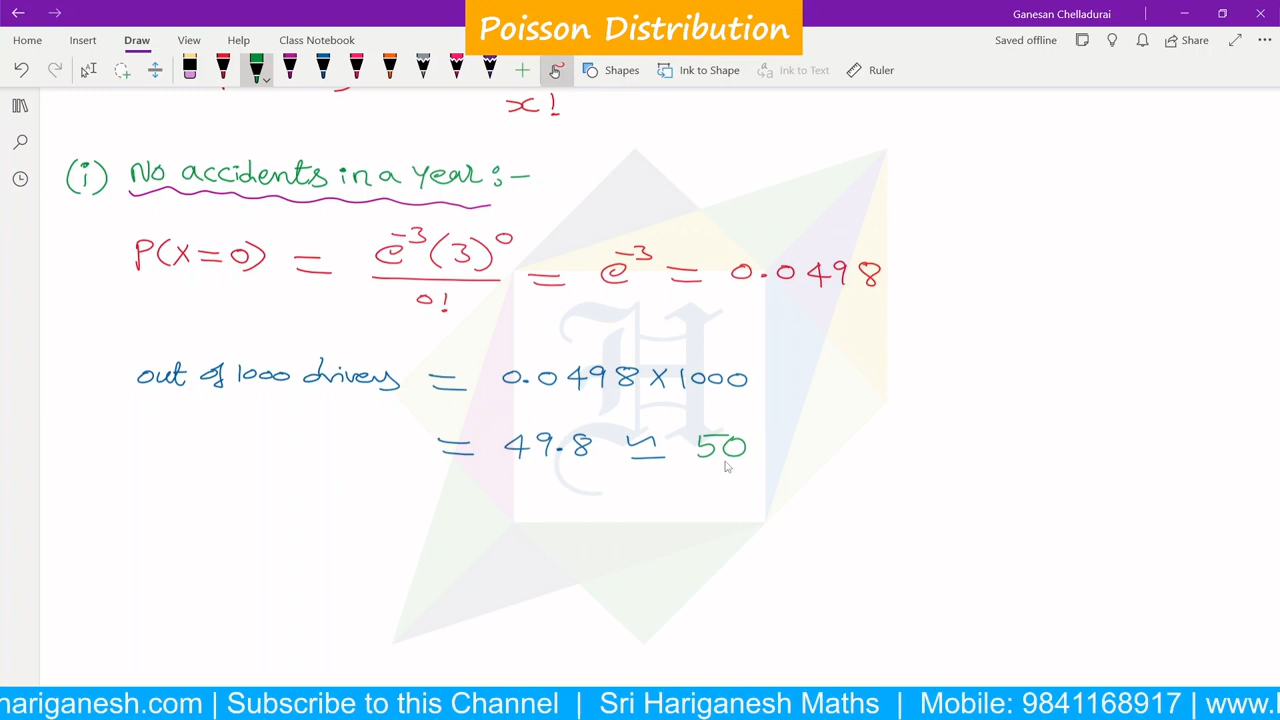 Poisson Distribution
Ganesan Chelladurai
Home Insert Draw View Help Class Notebook
Saved offline Share
Shapes Ink to Shape Ink to Text Ruler
x!
(i) No accidents in a year :-
P(X=0) = e^-3 (3)^0 / 0! = e^-3 = 0.0498
out of 1000 drivers = 0.0498 × 1000
= 49.8 ≃ 50
H
hariganesh.com | Subscribe to this Channel | Sri Hariganesh Maths | Mobile: 9841168917 | www.